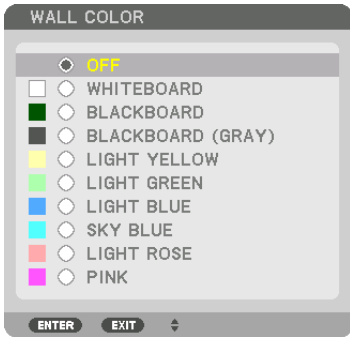 WALL COLOR
OFF
WHITEBOARD
BLACKBOARD
BLACKBOARD (GRAY)
LIGHT YELLOW
LIGHT GREEN
LIGHT BLUE
SKY BLUE
LIGHT ROSE
PINK
ENTER EXIT